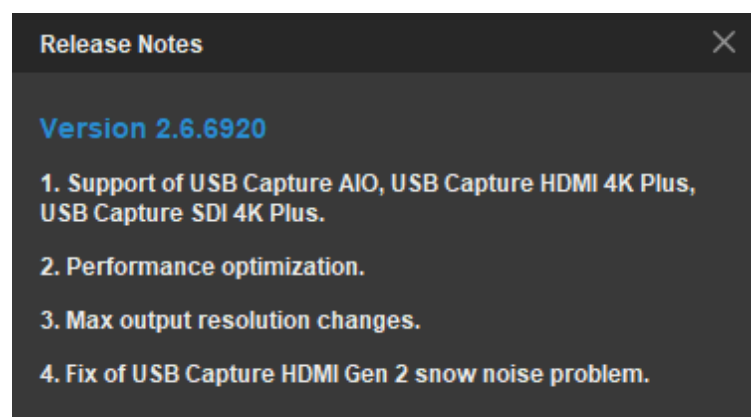 Release Notes
Version 2.6.6920
1. Support of USB Capture AIO, USB Capture HDMI 4K Plus,
USB Capture SDI 4K Plus.
2. Performance optimization.
3. Max output resolution changes.
4. Fix of USB Capture HDMI Gen 2 snow noise problem.